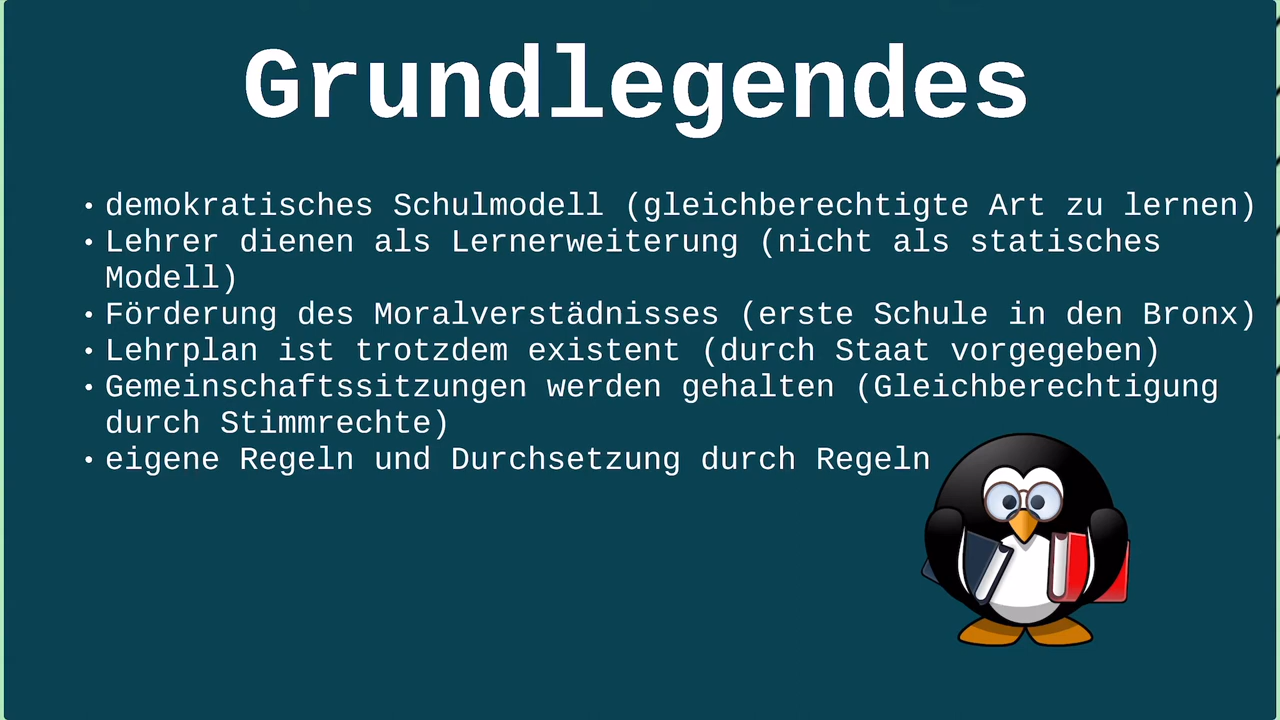 Grundlegendes
• demokratisches Schulmodell (gleichberechtigte Art zu lernen)
• Lehrer dienen als Lernerweiterung (nicht als statisches
Modell)
• Förderung des Moralverstädnisses (erste Schule in den Bronx)
• Lehrplan ist trotzdem existent (durch Staat vorgegeben)
• Gemeinschaftssitzungen werden gehalten (Gleichberechtigung
durch Stimmrechte)
• eigene Regeln und Durchsetzung durch Regeln